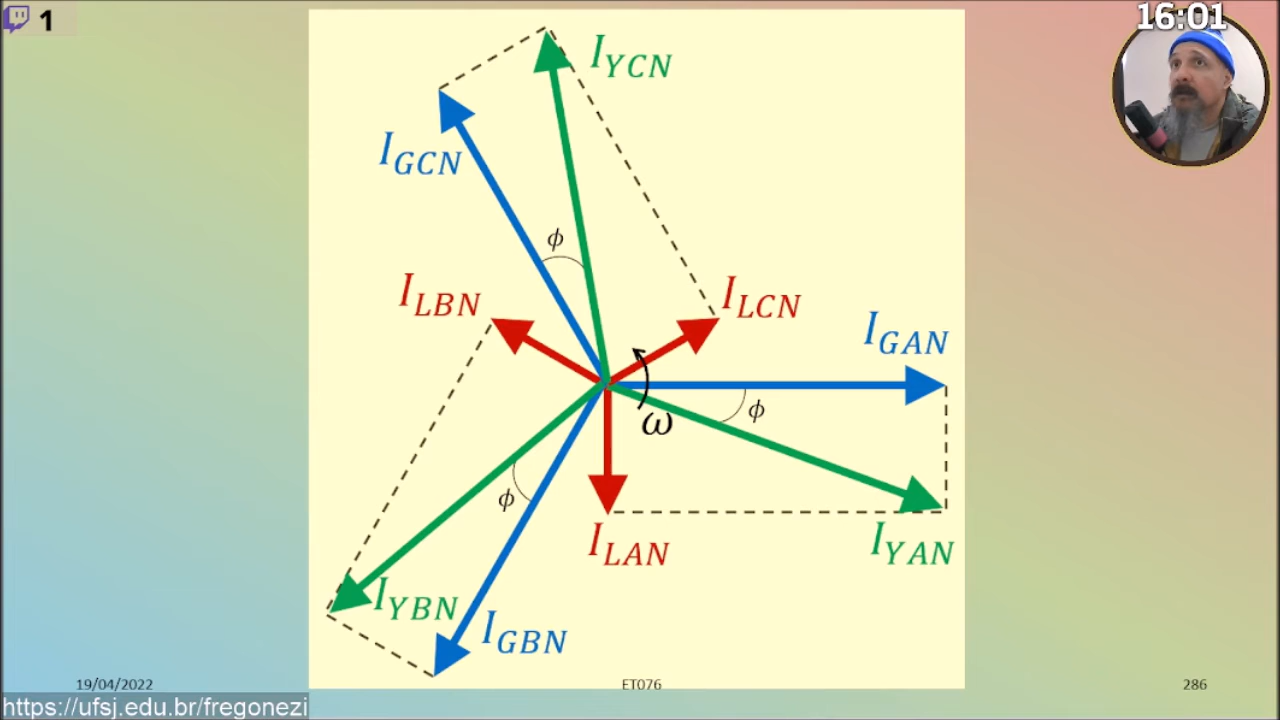 1
16:01
I_YCN
I_GCN
ϕ
I_LBN
I_LCN
I_GAN
ϕ
ω
ϕ
I_LAN
I_YAN
I_YBN
I_GBN
19/04/2022
ET076
286
https://ufsj.edu.br/fregonezi